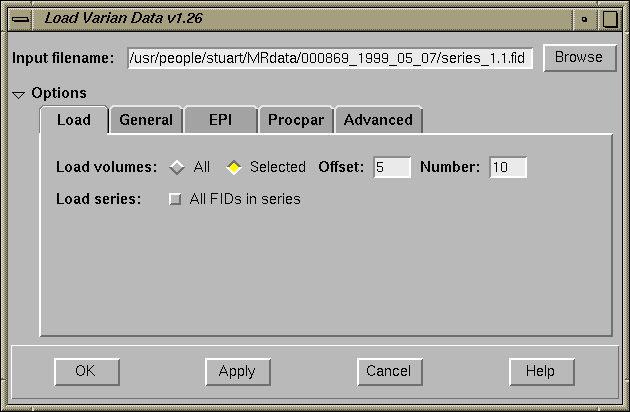 Load Varian Data v1.26
Input filename: /usr/people/stuart/MRdata/000869_1999_05_07/series_1.1.fid Browse
Options
Load General EPI Procpar Advanced
Load volumes: All Selected Offset: 5 Number: 10
Load series: All FIDs in series
OK Apply Cancel Help